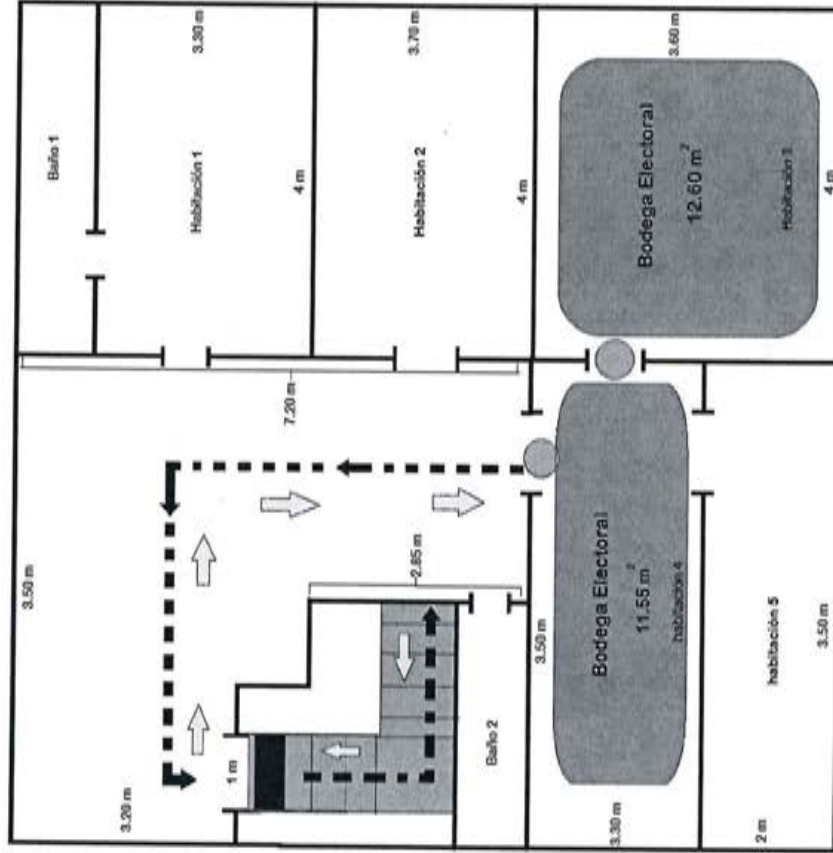 Baño 1
3.30 m
Habitación 1
4 m
3.70 m
Habitación 2
4 m
3.60 m
Bodega Electoral
12.60 m²
Habitación 3
4 m
7.20 m
3.50 m
2.85 m
1 m
3.20 m
Baño 2
3.50 m
Bodega Electoral
11.55 m²
habitación 4
3.30 m
habitación 5
3.50 m
2 m